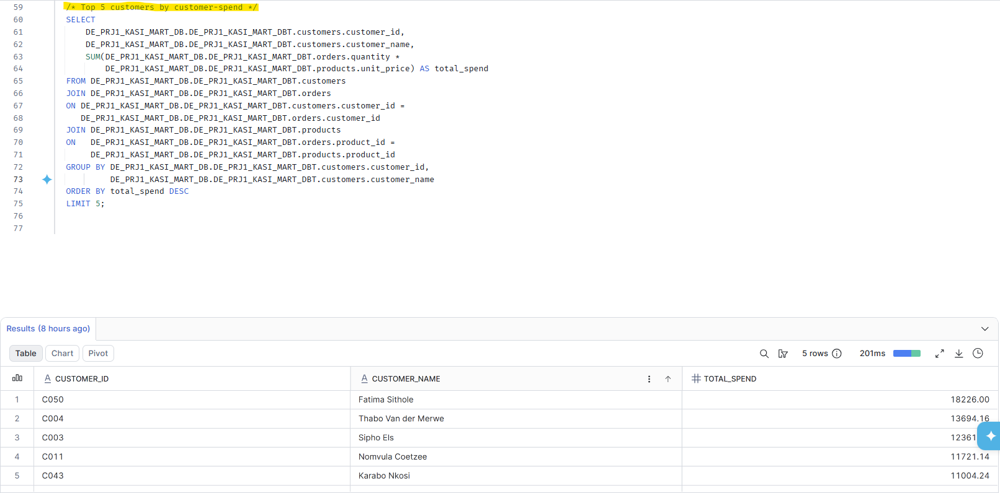 59 /* Top 5 customers by customer-spend */
60 SELECT
61 DE_PRJ1_KASI_MART_DB.DE_PRJ1_KASI_MART_DBT.customers.customer_id,
62 DE_PRJ1_KASI_MART_DB.DE_PRJ1_KASI_MART_DBT.customers.customer_name,
63 SUM(DE_PRJ1_KASI_MART_DB.DE_PRJ1_KASI_MART_DBT.orders.quantity *
64 DE_PRJ1_KASI_MART_DB.DE_PRJ1_KASI_MART_DBT.products.unit_price) AS total_spend
65 FROM DE_PRJ1_KASI_MART_DB.DE_PRJ1_KASI_MART_DBT.customers
66 JOIN DE_PRJ1_KASI_MART_DB.DE_PRJ1_KASI_MART_DBT.orders
67 ON DE_PRJ1_KASI_MART_DB.DE_PRJ1_KASI_MART_DBT.customers.customer_id =
68 DE_PRJ1_KASI_MART_DB.DE_PRJ1_KASI_MART_DBT.orders.customer_id
69 JOIN DE_PRJ1_KASI_MART_DB.DE_PRJ1_KASI_MART_DBT.products
70 ON DE_PRJ1_KASI_MART_DB.DE_PRJ1_KASI_MART_DBT.orders.product_id =
71 DE_PRJ1_KASI_MART_DB.DE_PRJ1_KASI_MART_DBT.products.product_id
72 GROUP BY DE_PRJ1_KASI_MART_DB.DE_PRJ1_KASI_MART_DBT.customers.customer_id,
73 DE_PRJ1_KASI_MART_DB.DE_PRJ1_KASI_MART_DBT.customers.customer_name
74 ORDER BY total_spend DESC
75 LIMIT 5;
76
77
Results (8 hours ago)
Table Chart Pivot 5 rows 201ms
CUSTOMER_ID CUSTOMER_NAME TOTAL_SPEND
1 C050 Fatima Sithole 18226.00
2 C004 Thabo Van der Merwe 13694.16
3 C003 Sipho Els
4 C011 Nomvula Coetzee 11721.14
5 C043 Karabo Nkosi 11004.24